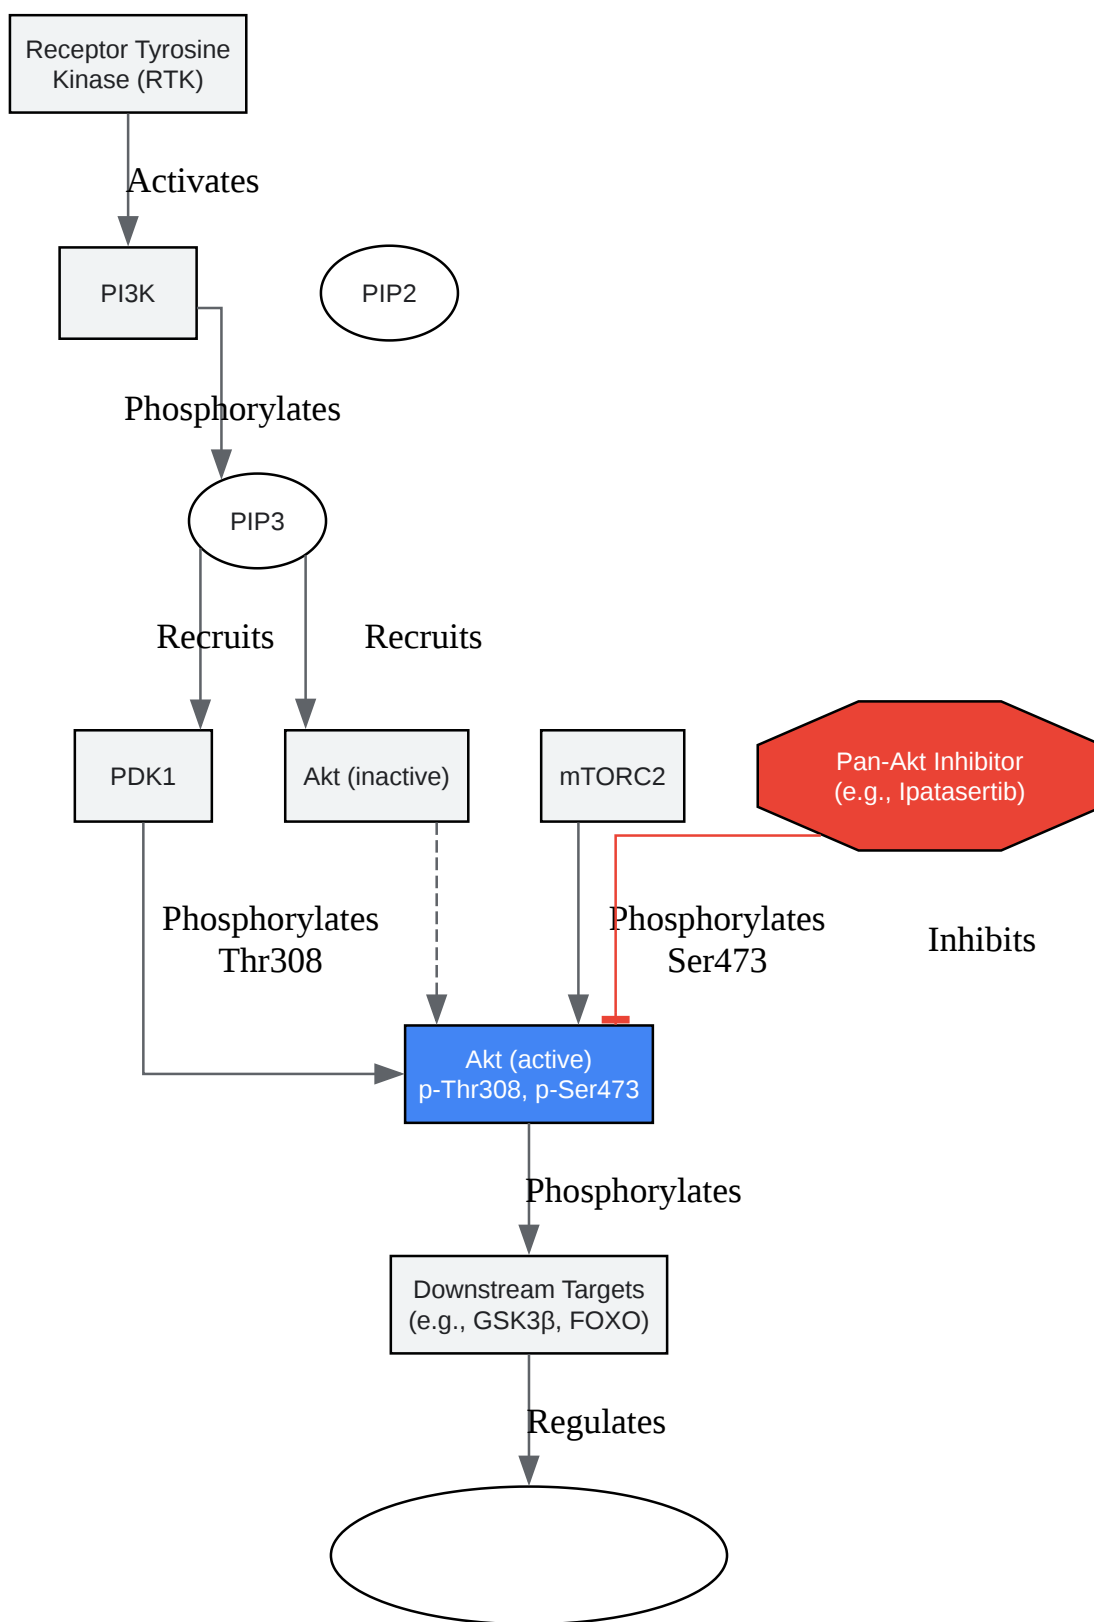 Receptor Tyrosine
Kinase (RTK)
Activates
PI3K
PIP2
Phosphorylates
PIP3
Recruits
Recruits
PDK1
Akt (inactive)
mTORC2
Pan-Akt Inhibitor
(e.g., Ipatasertib)
Phosphorylates
Thr308
Phosphorylates
Ser473
Inhibits
Akt (active)
p-Thr308, p-Ser473
Phosphorylates
Downstream Targets
(e.g., GSK3β, FOXO)
Regulates